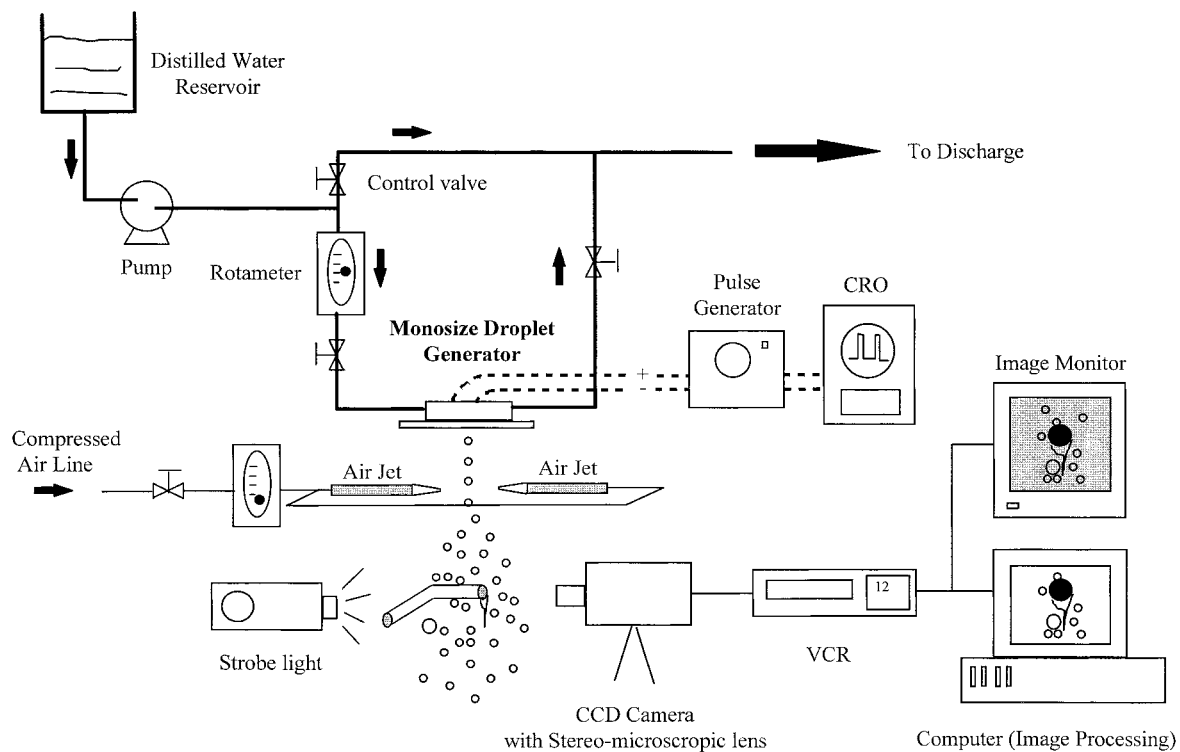 Distilled Water
Reservoir
To Discharge
Control valve
Pump
Rotameter
Pulse
Generator
CRO
Monosize Droplet
Generator
+
-
Image Monitor
Compressed
Air Line
Air Jet
Air Jet
12
Strobe light
VCR
CCD Camera
with Stereo-micrscropic lens
Computer (Image Processing)